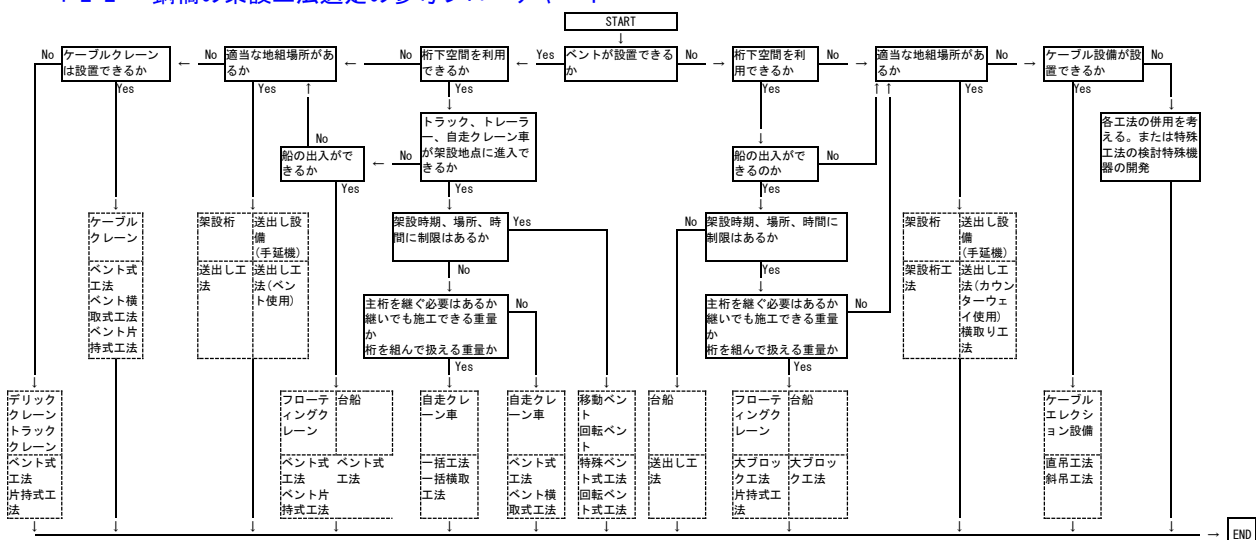 START
No
ケーブルクレーン
は設置できるか
No
適当な地組場所があ
るか
No
桁下空間を利用
できるか
Yes
ベントが設置できる
か
No
桁下空間を利
用できるか
No
適当な地組場所があ
るか
No
ケーブル設備が設
置できるか
No
Yes
Yes
Yes
Yes
Yes
Yes
トラック、トレーラ
ー、自走クレーン車
が架設地点に進入で
きるか
各工法の併用を考
える。または特殊
工法の検討特殊機
器の開発
No
船の出入がで
きるか
No
船の出入がで
きるのか
No
Yes
Yes
Yes
ケーブル
クレーン
ベント式
工法
ベント横
取式工法
ベント片
持式工法
架設桁
送出し設
備
(手延機)
送出し工
法
送出し工
法(ベン
ト使用)
架設時期、場所、時
間に制限はあるか
Yes
No
No
架設時期、場所、時間に
制限はあるか
Yes
架設桁
送出し設
備
(手延機)
架設桁工
法
送出し工
法(カウン
ターウェ
イ使用)
横取り工
法
主桁を継ぐ必要はあるか
継いでも施工できる重量
か
桁を組んで扱える重量か
No
Yes
主桁を継ぐ必要はあるか
継いでも施工できる重量
か
桁を組んで扱える重量か
No
Yes
デリック
クレーン
トラック
クレーン
ベント式
工法
片持式工
法
フローテ
ィングク
レーン
台船
ベント式
工法
ベント片
持式工法
ベント式
工法
自走クレ
ーン車
一括工法
一括横取
工法
自走クレ
ーン車
ベント式
工法
ベント横
取式工法
移動ベン
ト
回転ベン
ト
特殊ベン
ト式工法
回転ベン
ト式工法
台船
送出し工
法
フローテ
ィングク
レーン
台船
大ブロッ
ク工法
片持式工
法
大ブロッ
ク工法
ケーブル
エレクシ
ョン設備
直吊工法
斜吊工法
END